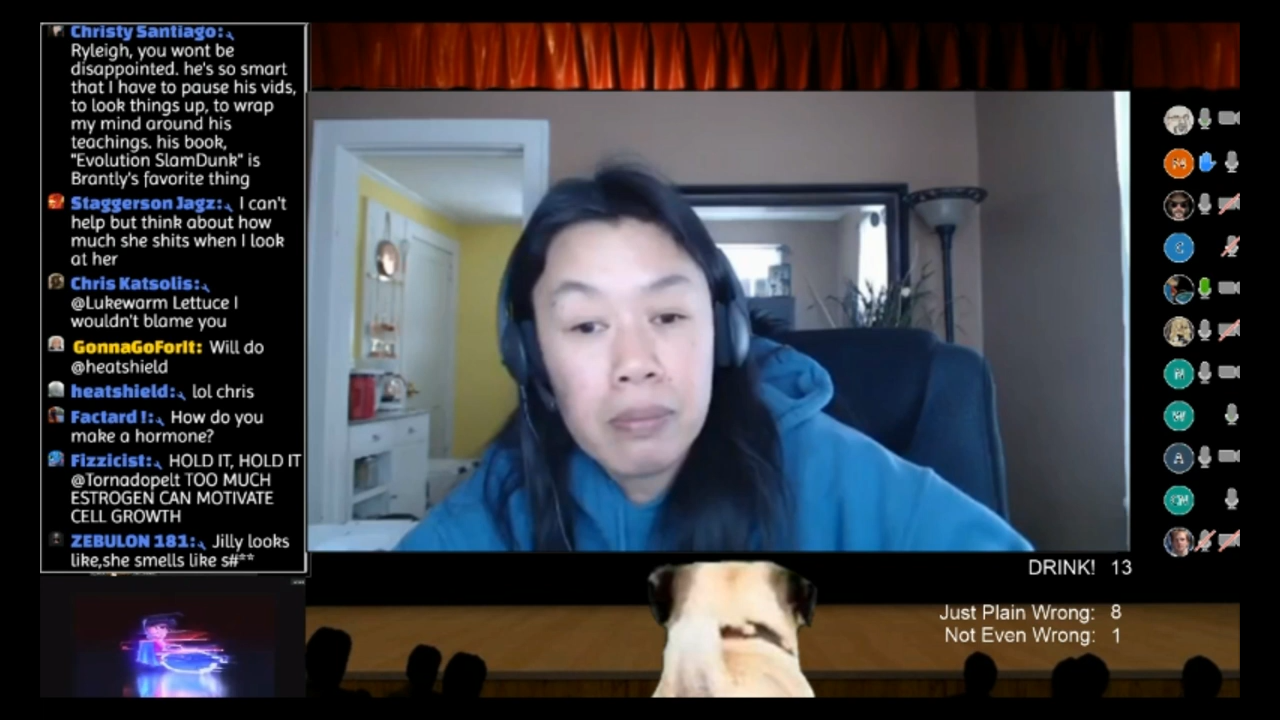 Christy Santiago:
Ryleigh, you wont be
disappointed. he's so smart
that I have to pause his vids,
to look things up, to wrap
my mind around his
teachings. his book,
"Evolution SlamDunk" is
Brantly's favorite thing
Staggerson Jagz: I can't
help but think about how
much she shits when I look
at her
Chris Katsolis:
@Lukewarm Lettuce I
wouldn't blame you
GonnaGoForIt: Will do
@heatshield
heatshield: lol chris
Factard !: How do you
make a hormone?
Fizzicist: HOLD IT, HOLD IT
@Tornadopelt TOO MUCH
ESTROGEN CAN MOTIVATE
CELL GROWTH
ZEBULON 181: Jilly looks
like,she smells like s#**
C
A
DRINK! 13
Just Plain Wrong: 8
Not Even Wrong: 1